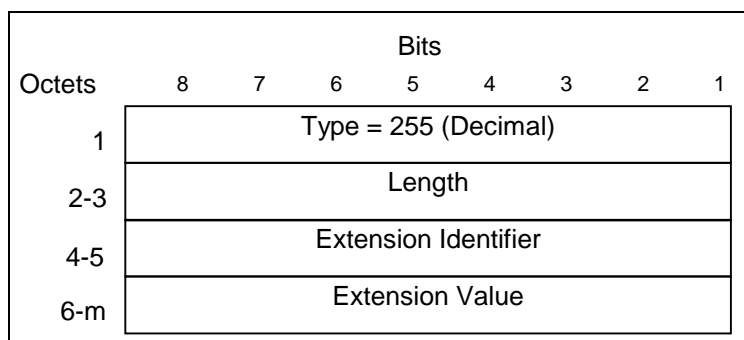 Bits
Octets 8 7 6 5 4 3 2 1
1 Type = 255 (Decimal)
2-3 Length
4-5 Extension Identifier
6-m Extension Value